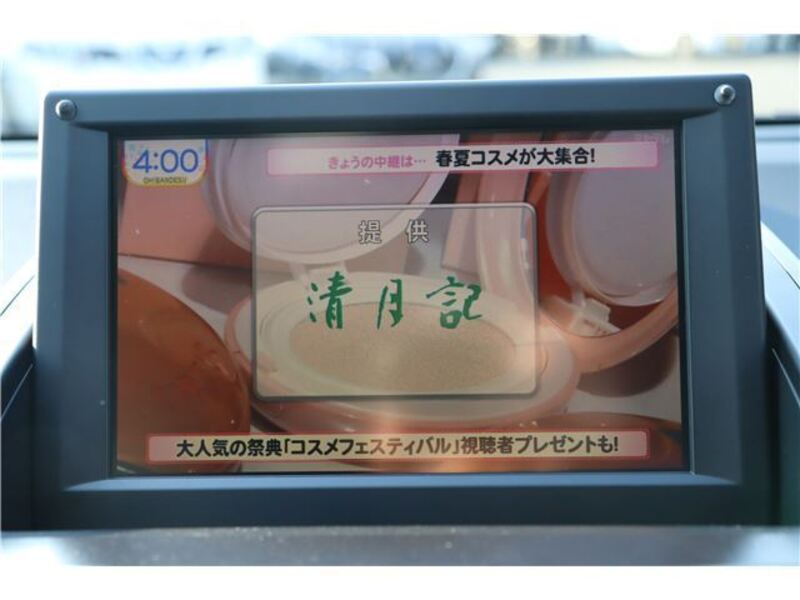 4:00
OH!BANDESU
きょうの中継は… 春夏コスメが大集合!
提 供
清月記
大人気の祭典「コスメフェスティバル」視聴者プレゼントも!